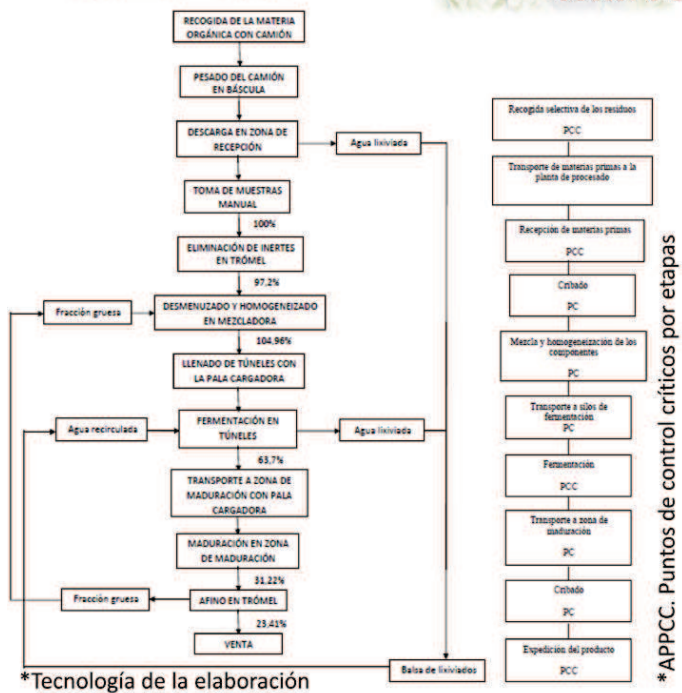 RECOGIDA DE LA MATERIA
ORGÁNICA CON CAMIÓN
PESADO DEL CAMIÓN
EN BÁSCULA
DESCARGA EN ZONA DE
RECEPCIÓN
Agua lixiviada
TOMA DE MUESTRAS
MANUAL
100%
ELIMINACIÓN DE INERTES
EN TRÓMEL
97,2%
Fracción gruesa
DESMENUZADO Y HOMOGENEIZADO
EN MEZCLADORA
104,96%
LLENADO DE TÚNELES CON
LA PALA CARGADORA
Agua recirculada
FERMENTACIÓN EN
TÚNELES
Agua lixiviada
63,7%
TRANSPORTE A ZONA DE
MADURACIÓN CON PALA
CARGADORA
MADURACIÓN EN ZONA
DE MADURACIÓN
31,22%
Fracción gruesa
AFINO EN TRÓMEL
23,41%
VENTA
Balsa de lixiviados
*Tecnología de la elaboración
Recogida selectiva de los residuos
PCC
Transporte de materias primas a la
planta de procesado
Recepción de materias primas
PCC
Cribado
PC
Mezcla y homogeneización de los
componentes
PC
Transporte a silos de
fermentación
PC
Fermentación
PCC
Transporte a zona de
maduración
PC
Cribado
PC
Expedición del producto
PCC
*APPCC. Puntos de control críticos por etapas